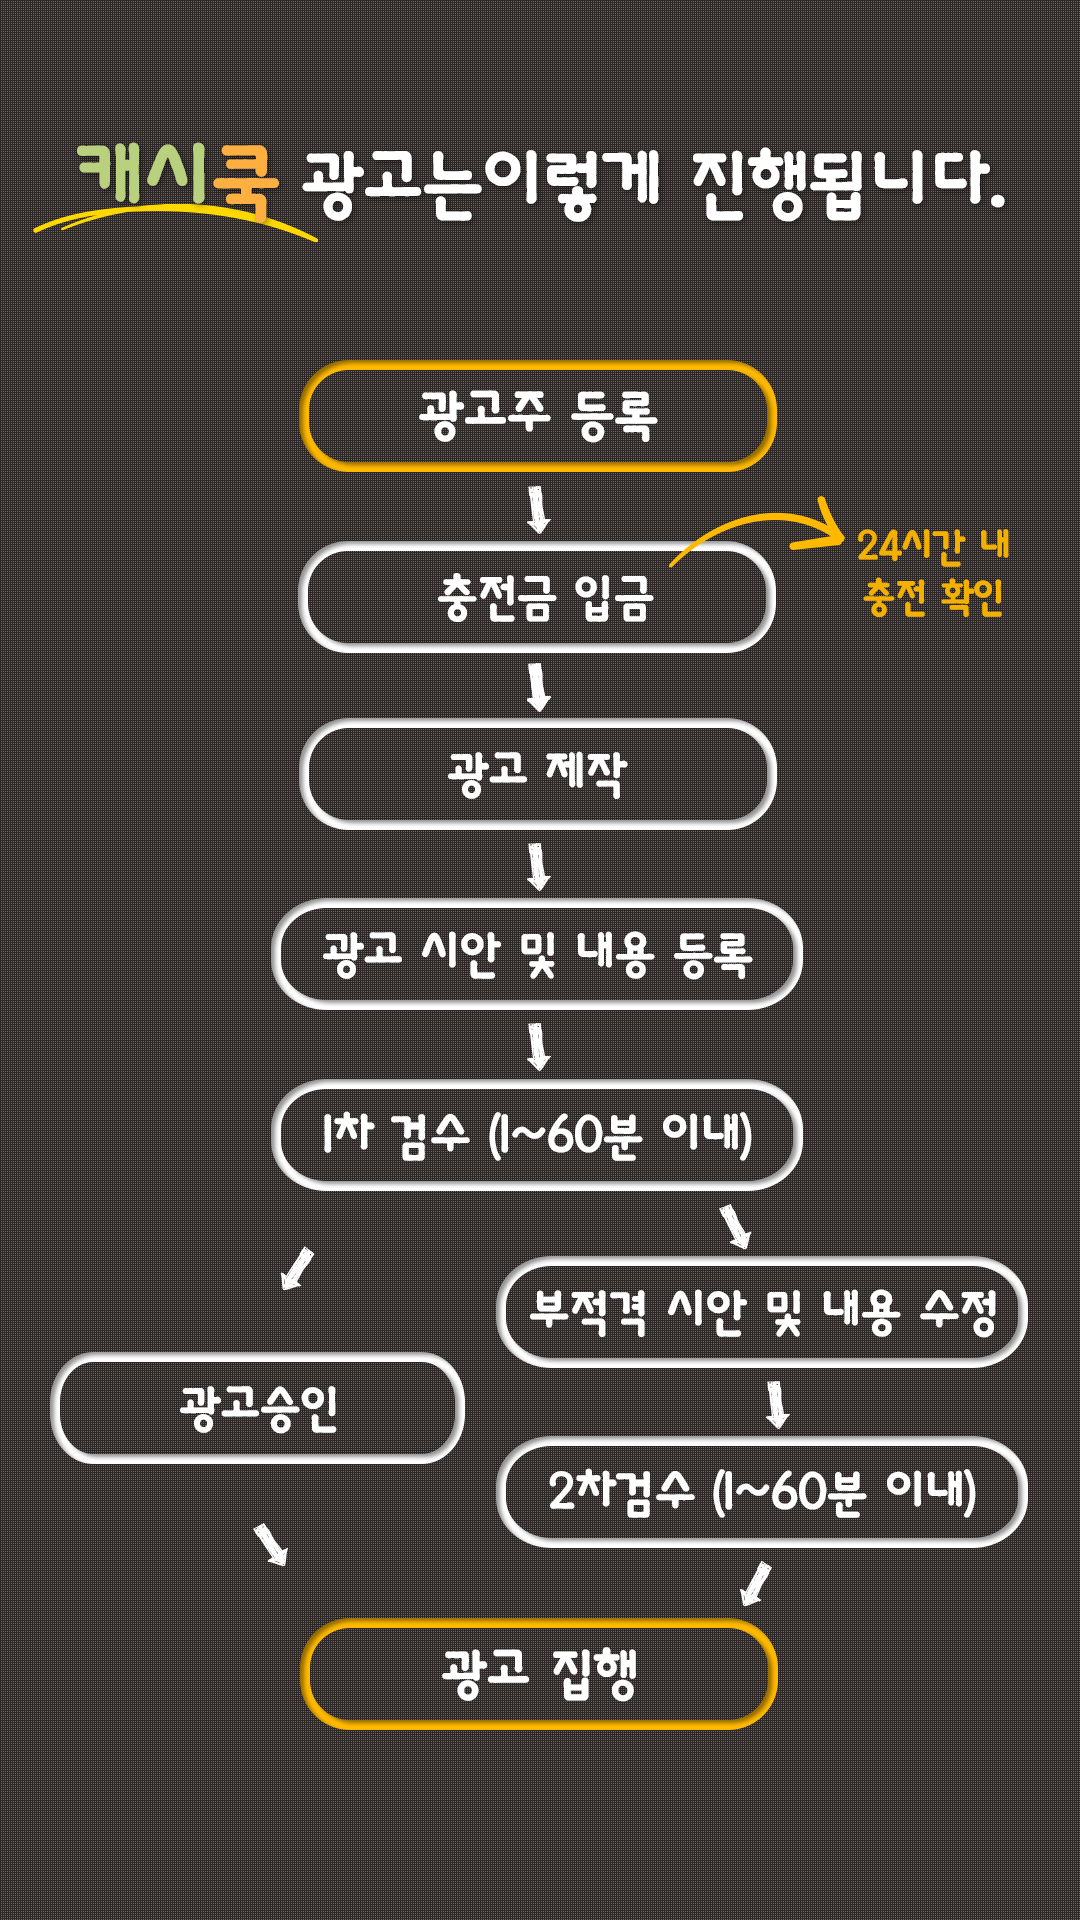 캐시쿡 광고는이렇게 진행됩니다.
광고주 등록
24시간 내
충전 확인
충전금 입금
광고 제작
광고 시안 및 내용 등록
1차 검수 (1~60분 이내)
부적격 시안 및 내용 수정
광고승인
2차검수 (1~60분 이내)
광고 집행